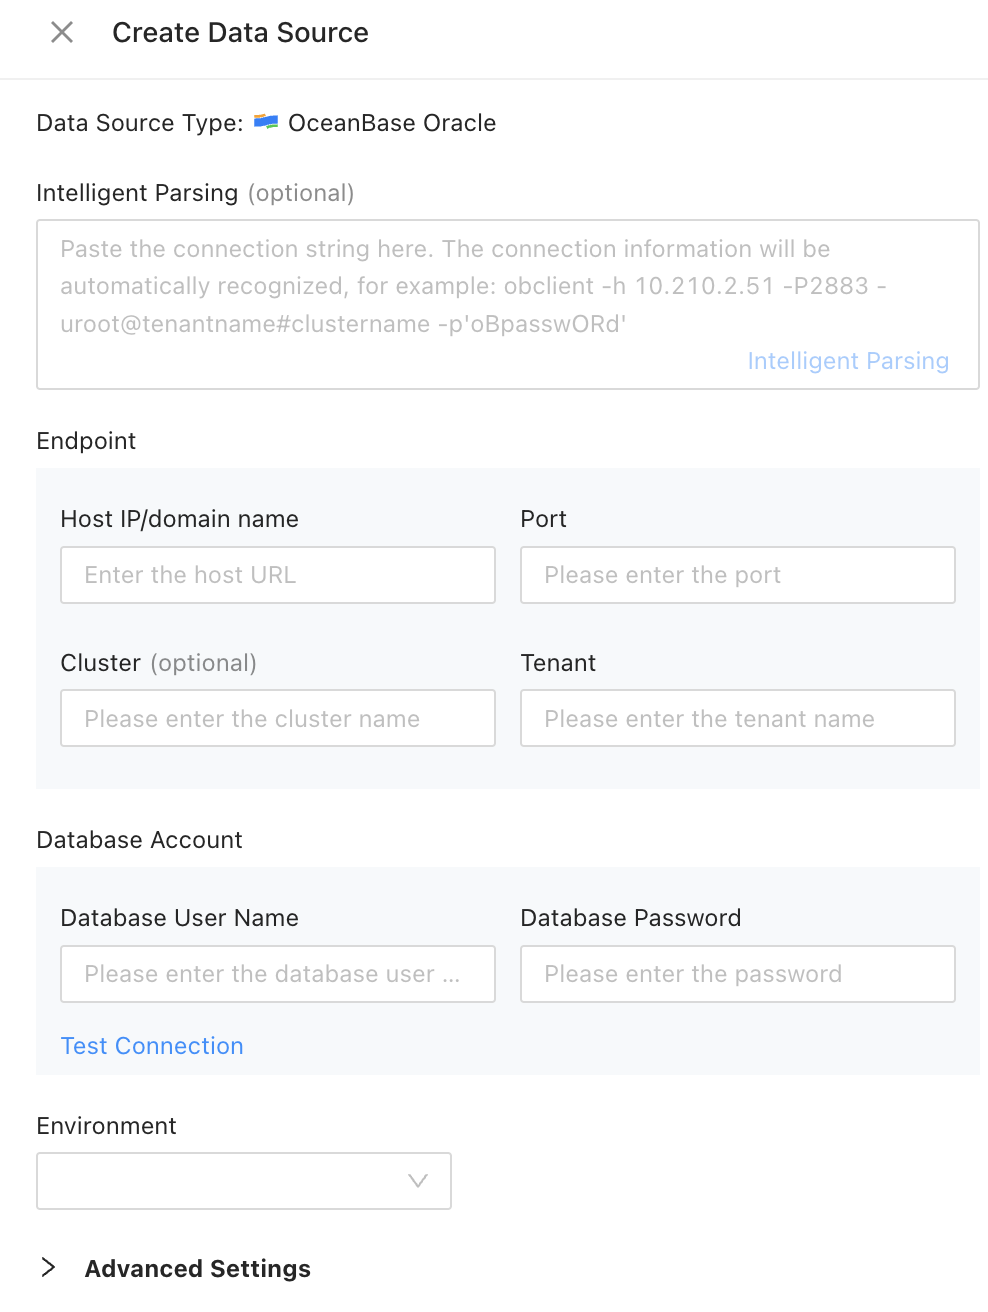 Create Data Source
Data Source Type: OceanBase Oracle
Intelligent Parsing (optional)
Paste the connection string here. The connection information will be
automatically recognized, for example: obclient -h 10.210.2.51 -P2883 -
uroot@tenantname#clustername -p'oBpasswORd'
Intelligent Parsing
Endpoint
Host IP/domain name
Port
Enter the host URL
Please enter the port
Cluster (optional)
Tenant
Please enter the cluster name
Please enter the tenant name
Database Account
Database User Name
Database Password
Please enter the database user ...
Please enter the password
Test Connection
Environment
Advanced Settings